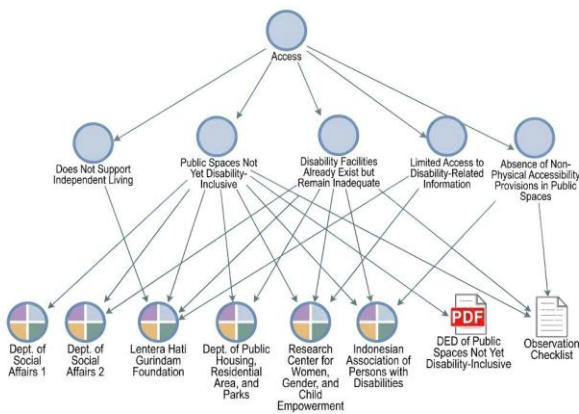 Access
Does Not Support
Independent Living
Public Spaces Not
Yet Disability-
Inclusive
Disability Facilities
Already Exist but
Remain Inadequate
Limited Access to
Disability-Related
Information
Absence of Non-
Physical Accessibility
Provisions in Public
Spaces
Dept. of
Social
Affairs 1
Dept. of
Social
Affairs 2
Lentera Hati
Gurindam
Foundation
Dept. of Public
Housing,
Residential
Area, and
Parks
Research
Center for
Women,
Gender, and
Child
Empowerment
Indonesian
Association of
Persons with
Disabilities
PDF
DED of Public
Spaces Not Yet
Disability-Inclusive
Observation
Checklist